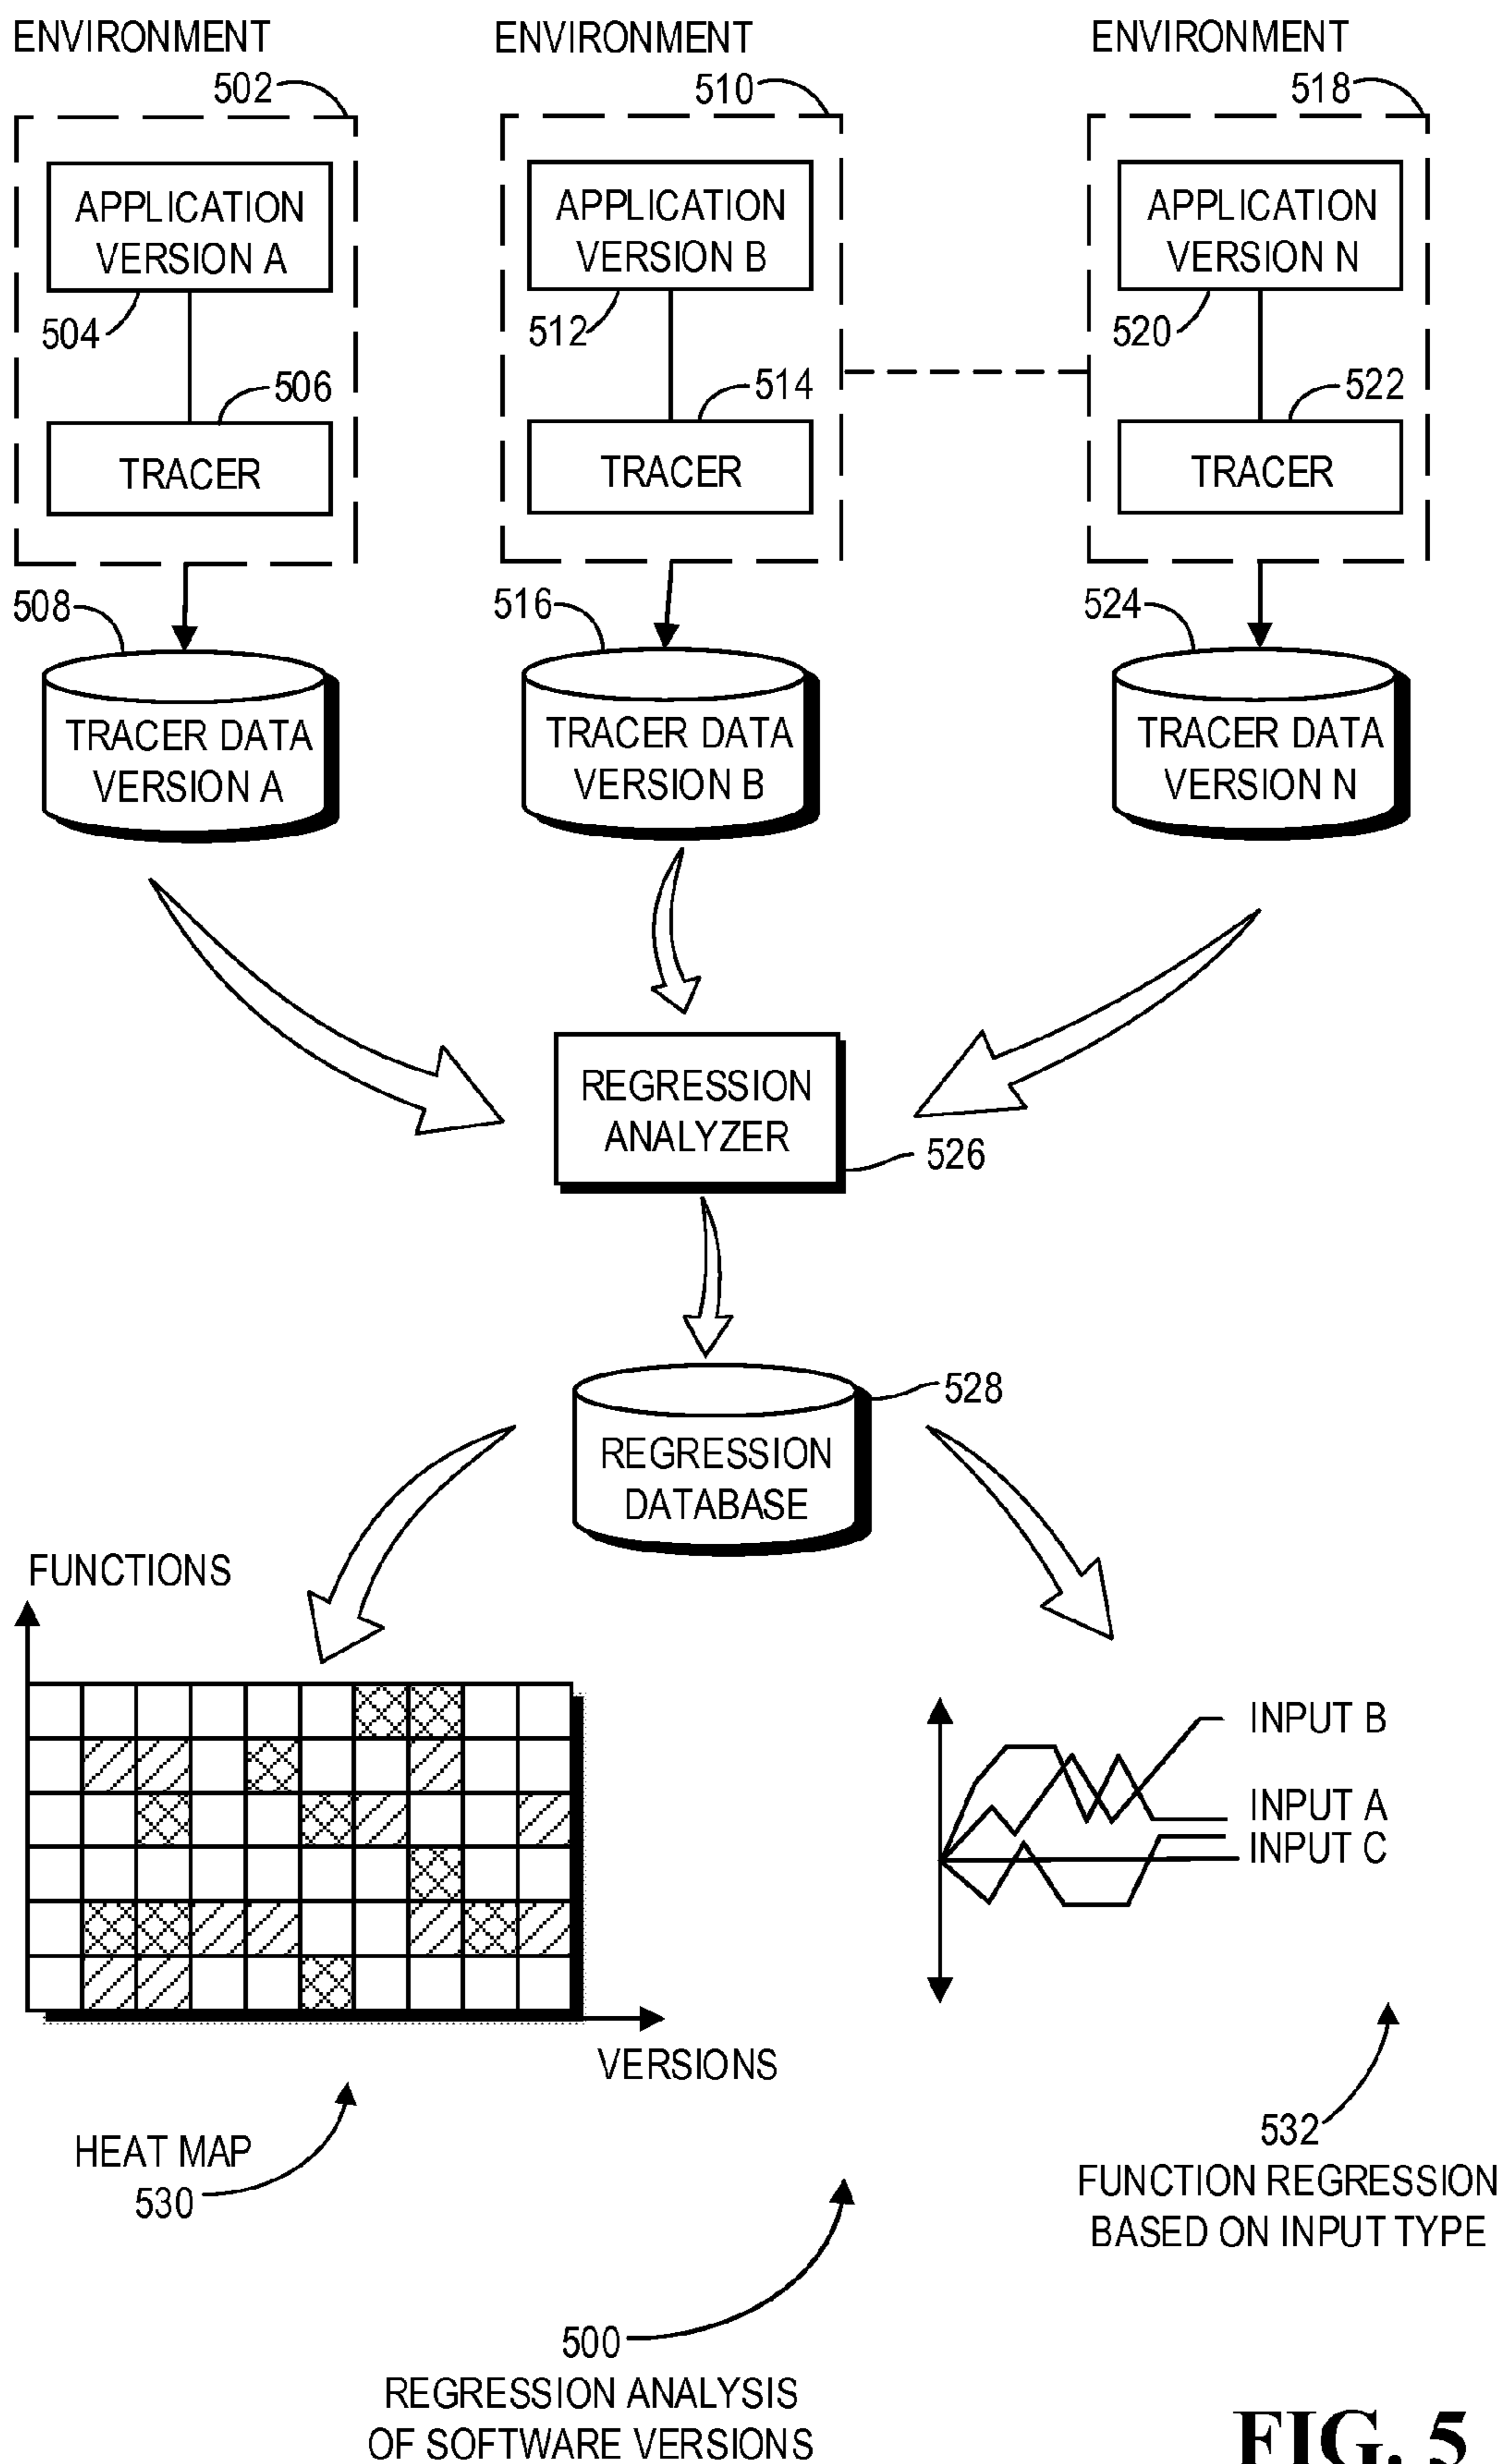 ENVIRONMENT
502
ENVIRONMENT
510
ENVIRONMENT
518
APPLICATION
VERSION A
504
APPLICATION
VERSION B
512
APPLICATION
VERSION N
520
506
TRACER
514
TRACER
522
TRACER
508
TRACER DATA
VERSION A
516
TRACER DATA
VERSION B
524
TRACER DATA
VERSION N
REGRESSION
ANALYZER
526
528
REGRESSION
DATABASE
FUNCTIONS
VERSIONS
HEAT MAP
530
INPUT B
INPUT A
INPUT C
532
FUNCTION REGRESSION
BASED ON INPUT TYPE
500
REGRESSION ANALYSIS
OF SOFTWARE VERSIONS
FIG. 5